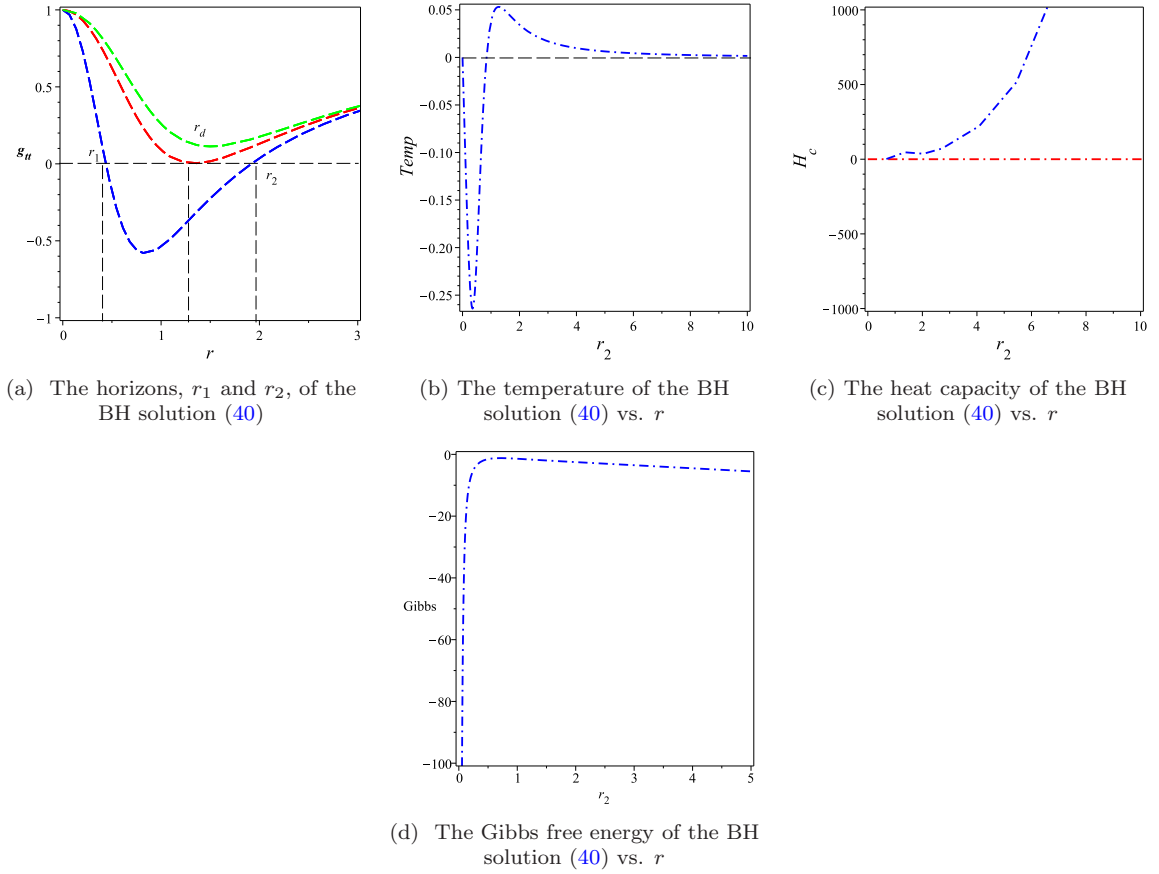 1
0.5
g_tt
0
−0.5
−1
r_1
r_d
r_2
0 1 2 3
r
0.05
0
−0.05
−0.10
−0.15
−0.20
−0.25
Temp
0 2 4 6 8 10
r_2
1000
500
0
−500
−1000
H_c
0 2 4 6 8 10
r_2
(a) The horizons, r_1 and r_2, of the
BH solution (40)
(b) The temperature of the BH
solution (40) vs. r
(c) The heat capacity of the BH
solution (40) vs. r
0
−20
−40
Gibbs
−60
−80
−100
0 1 2 3 4 5
r_2
(d) The Gibbs free energy of the BH
solution (40) vs. r